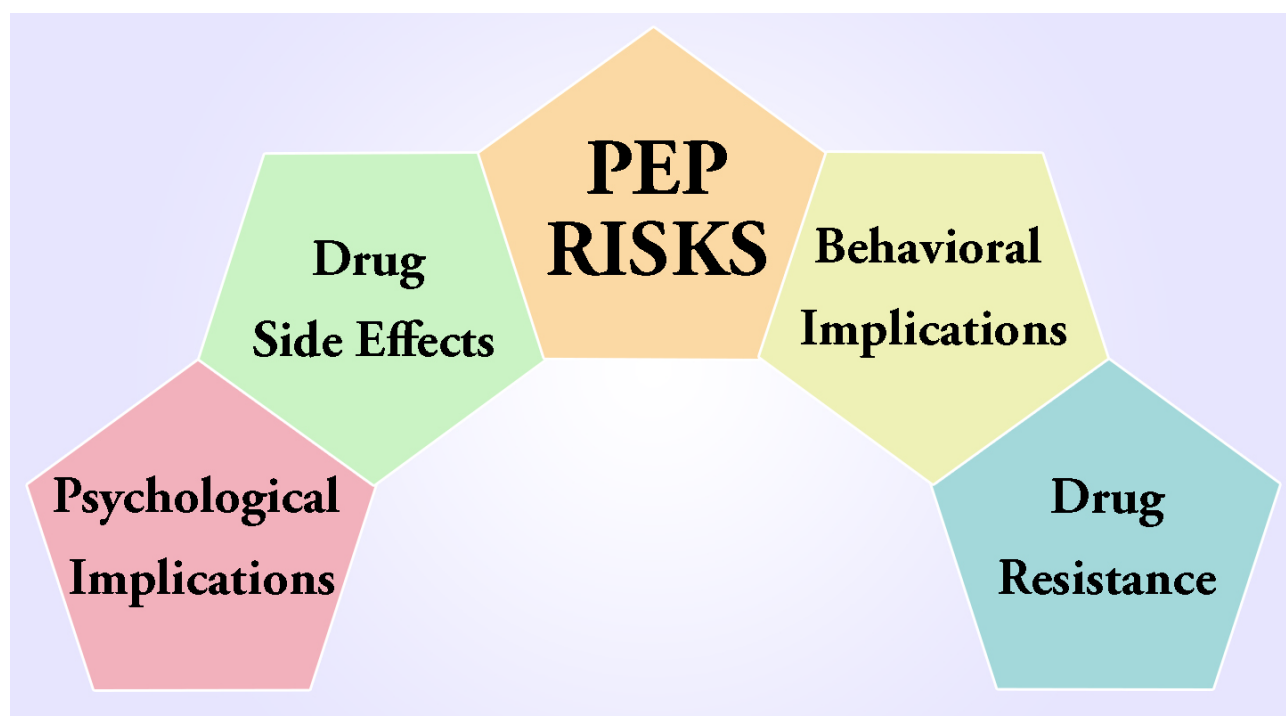 PEP
RISKS
Drug
Side Effects
Behavioral
Implications
Psychological
Implications
Drug
Resistance